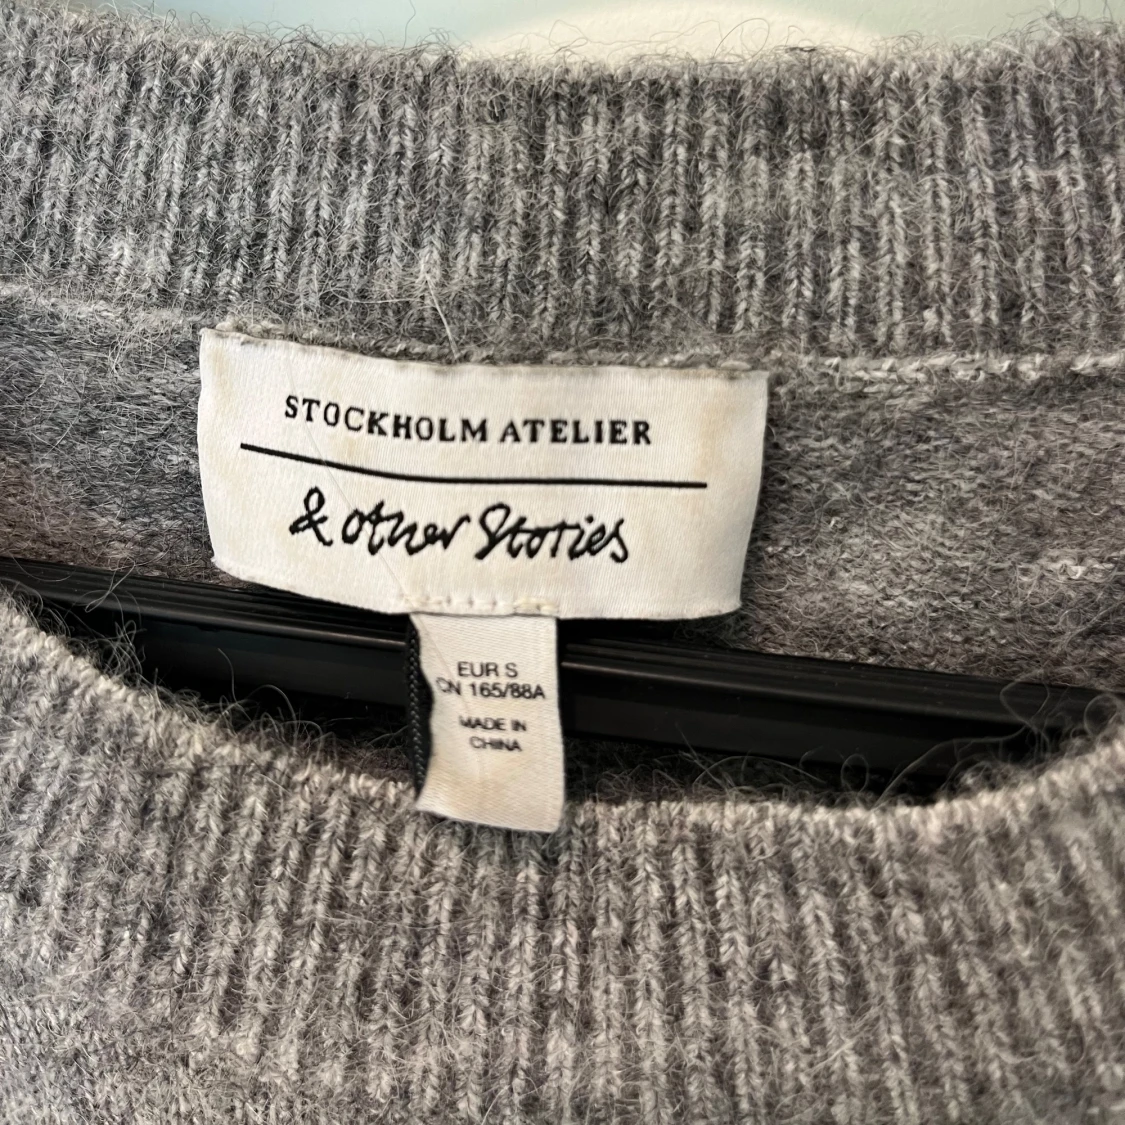 STOCKHOLM ATELIER
& other Stories
EUR S
CN 165/88A
MADE IN
CHINA